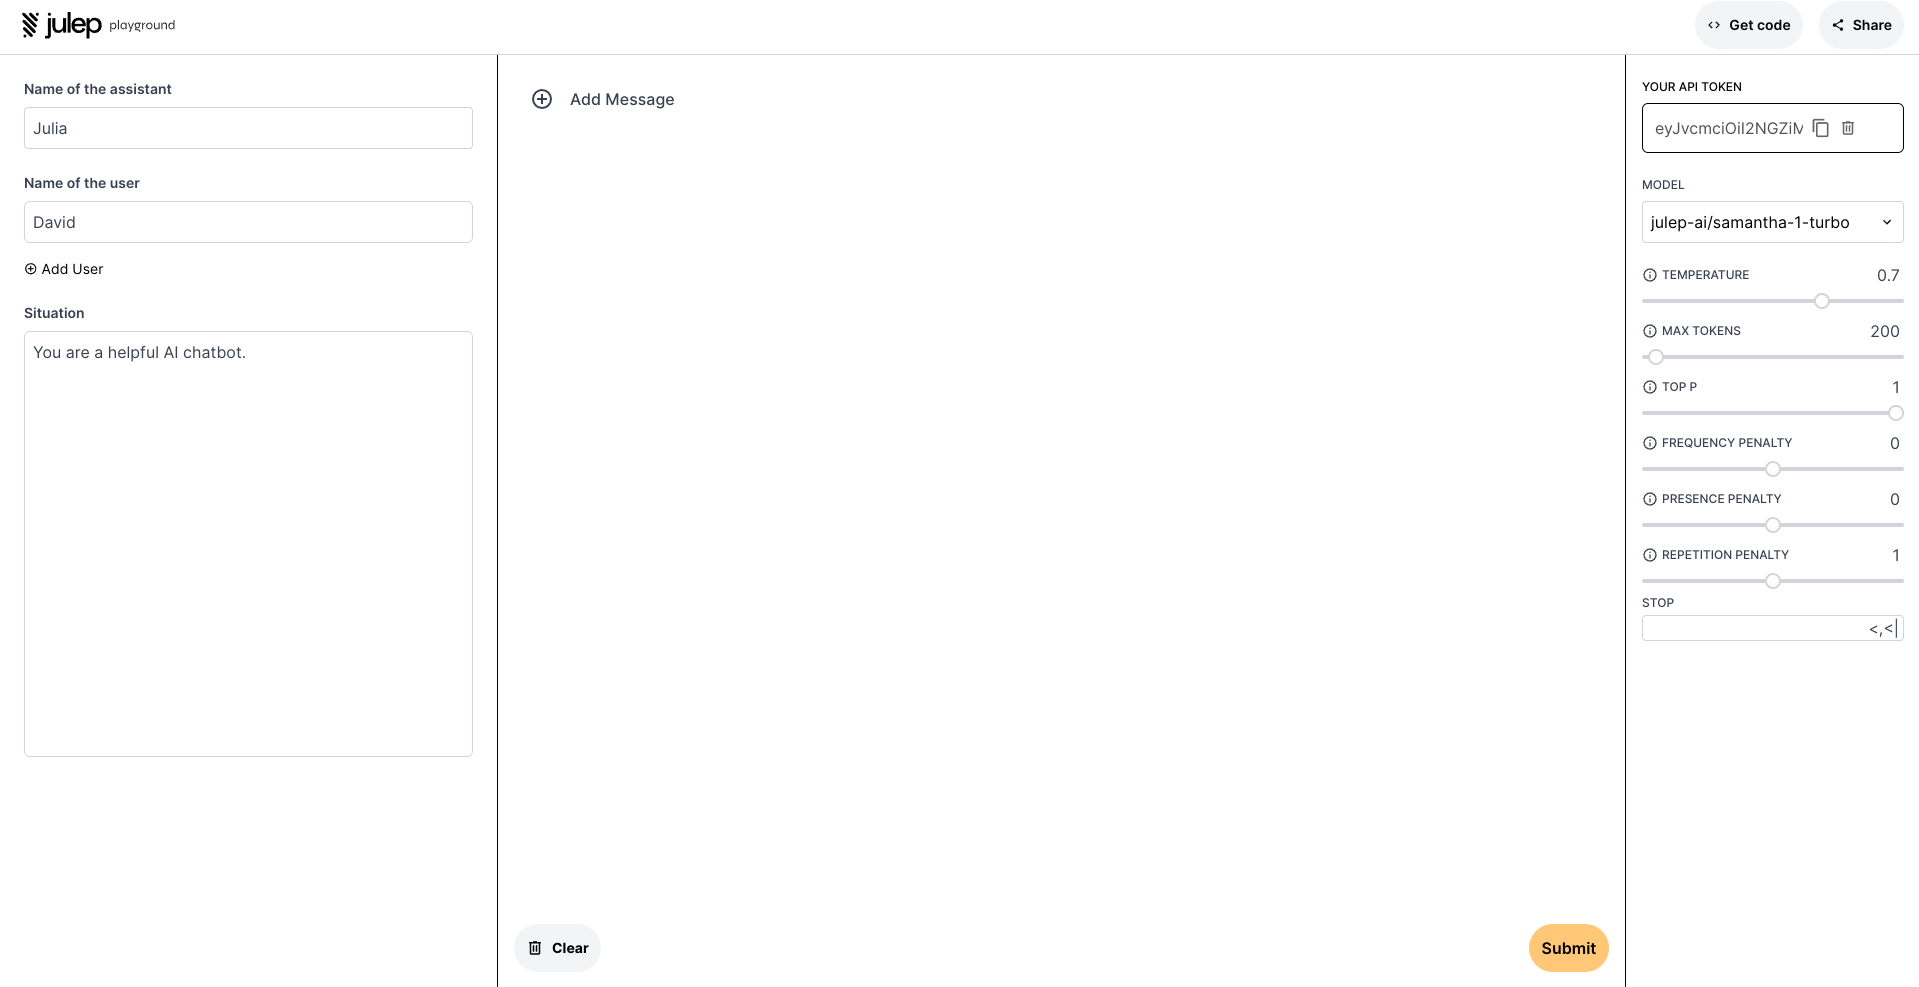 julep playground
Get code
Share
Name of the assistant
Julia
Name of the user
David
Add User
Situation
You are a helpful AI chatbot.
Add Message
Clear
Submit
YOUR API TOKEN
eyJvcmciOiI2NGZiM
MODEL
julep-ai/samantha-1-turbo
TEMPERATURE 0.7
MAX TOKENS 200
TOP P 1
FREQUENCY PENALTY 0
PRESENCE PENALTY 0
REPETITION PENALTY 1
STOP
<,<|